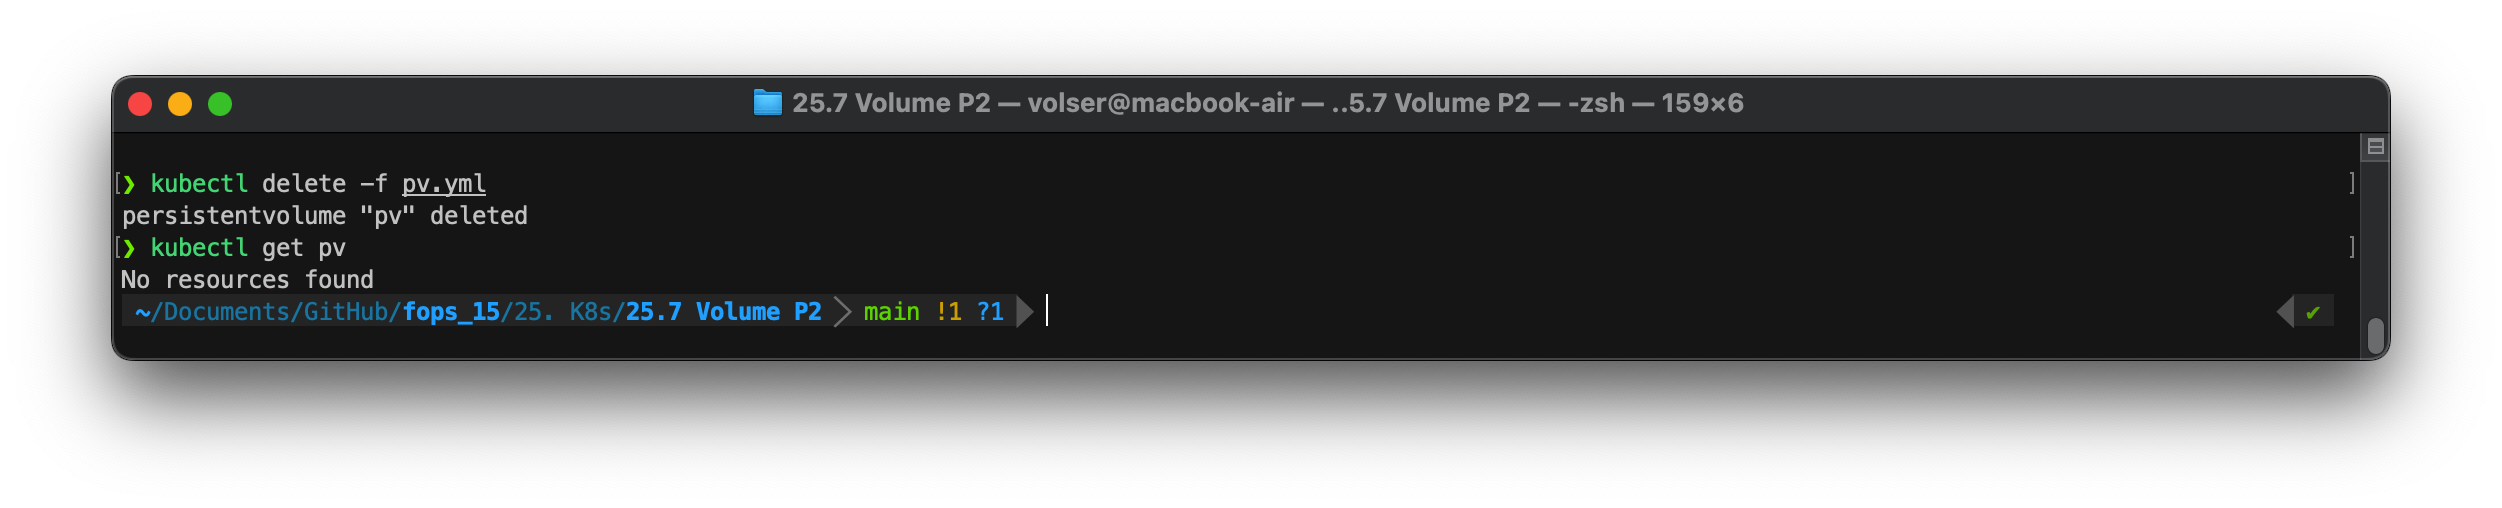 25.7 Volume P2 — volser@macbook-air — ..5.7 Volume P2 — -zsh — 159×6
[❯ kubectl delete -f pv.yml ]
persistentvolume "pv" deleted
[❯ kubectl get pv ]
No resources found
~/Documents/GitHub/fops_15/25. K8s/25.7 Volume P2 main !1 ?1 ✔